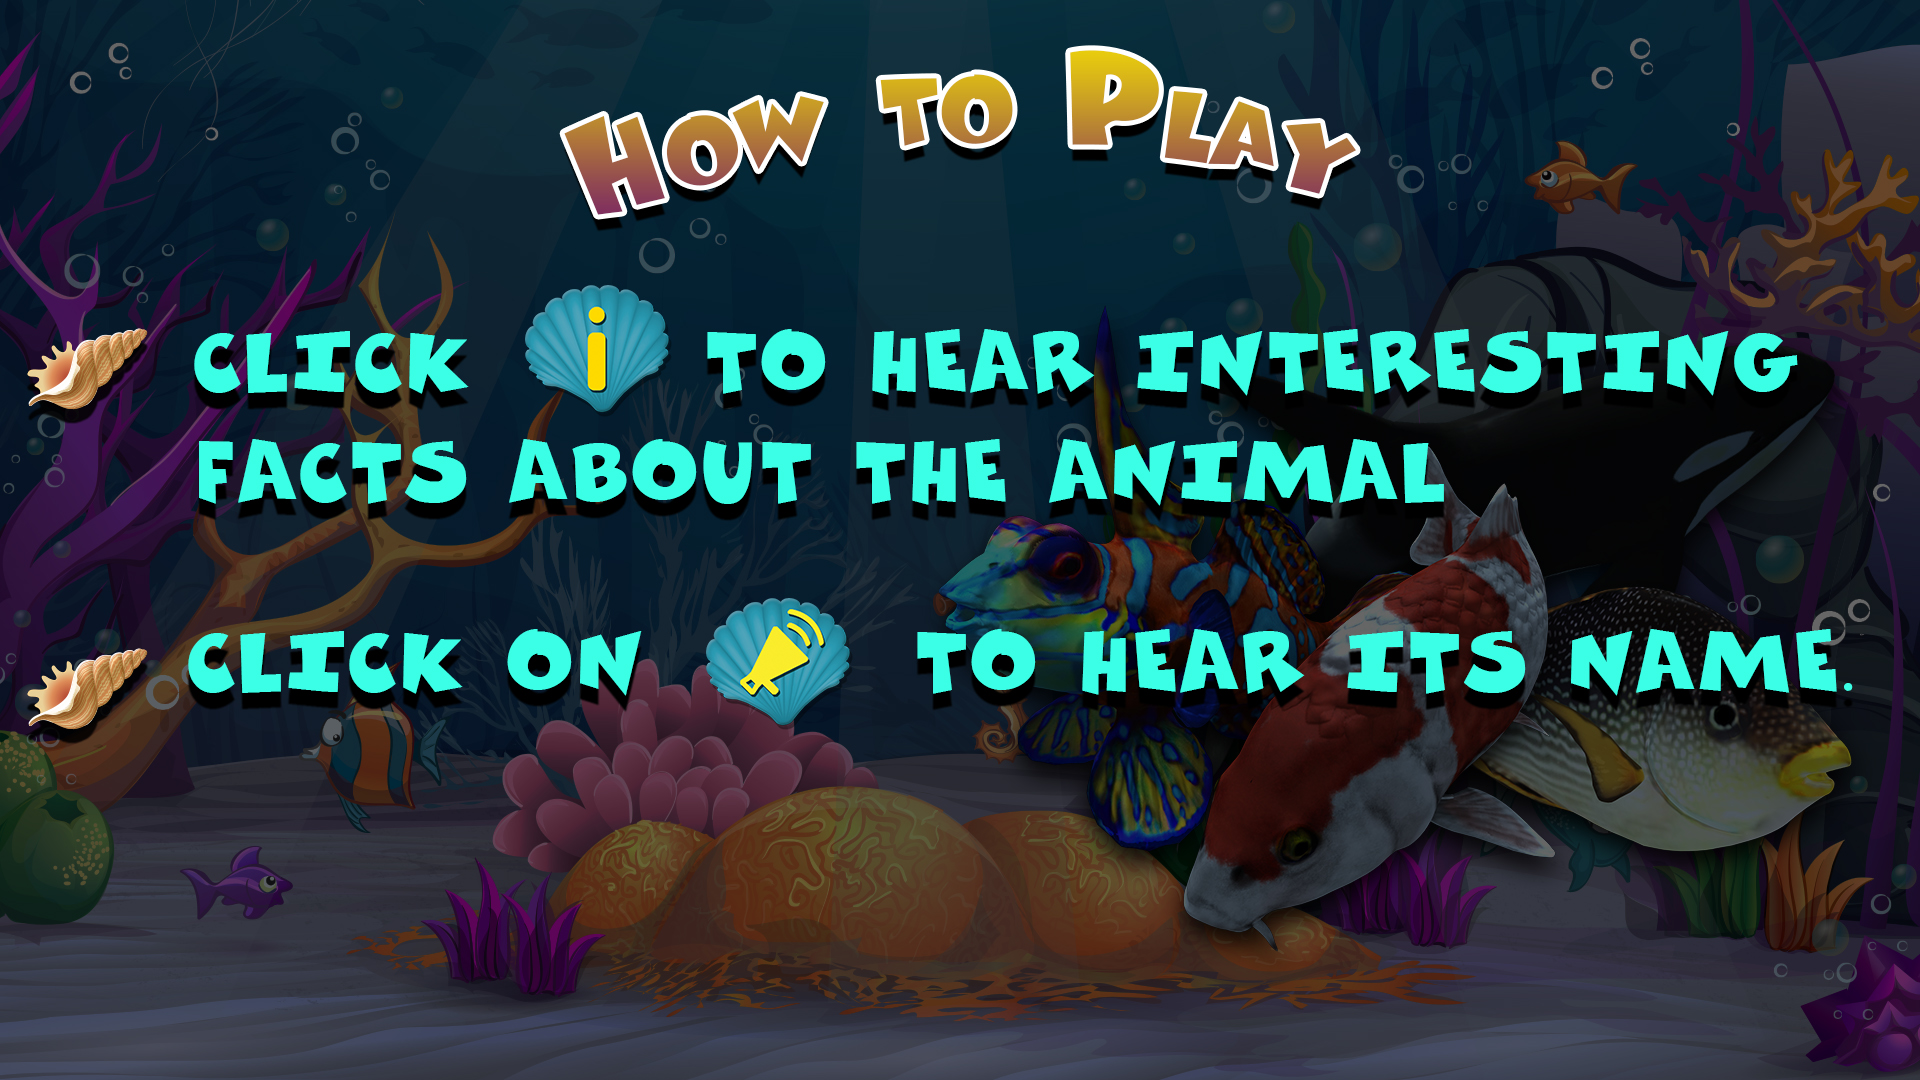 How to Play
CLICK i TO HEAR INTERESTING
FACTS ABOUT THE ANIMAL
CLICK ON TO HEAR ITS NAME.